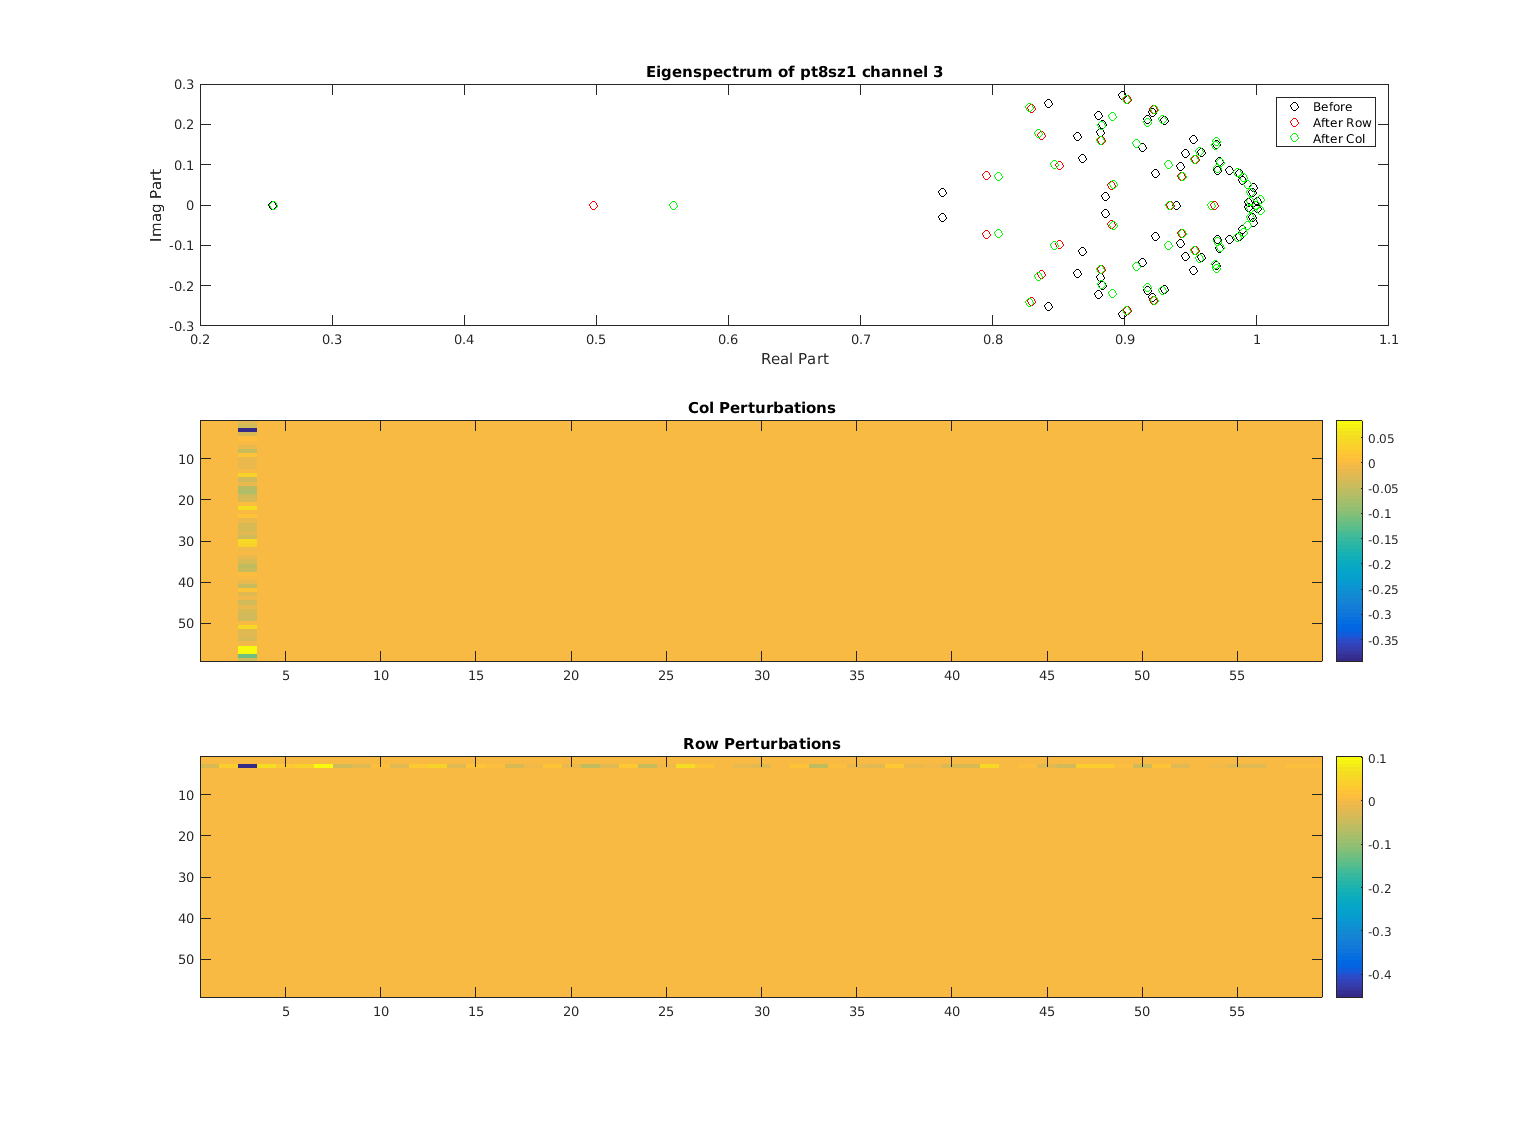 Eigenspectrum of pt8sz1 channel 3
0.3
0.2
0.1
0
-0.1
-0.2
-0.3
Imag Part
Before
After Row
After Col
0.2 0.3 0.4 0.5 0.6 0.7 0.8 0.9 1 1.1
Real Part
Col Perturbations
10
20
30
40
50
5 10 15 20 25 30 35 40 45 50 55
0.05
0
-0.05
-0.1
-0.15
-0.2
-0.25
-0.3
-0.35
Row Perturbations
10
20
30
40
50
5 10 15 20 25 30 35 40 45 50 55
0.1
0
-0.1
-0.2
-0.3
-0.4